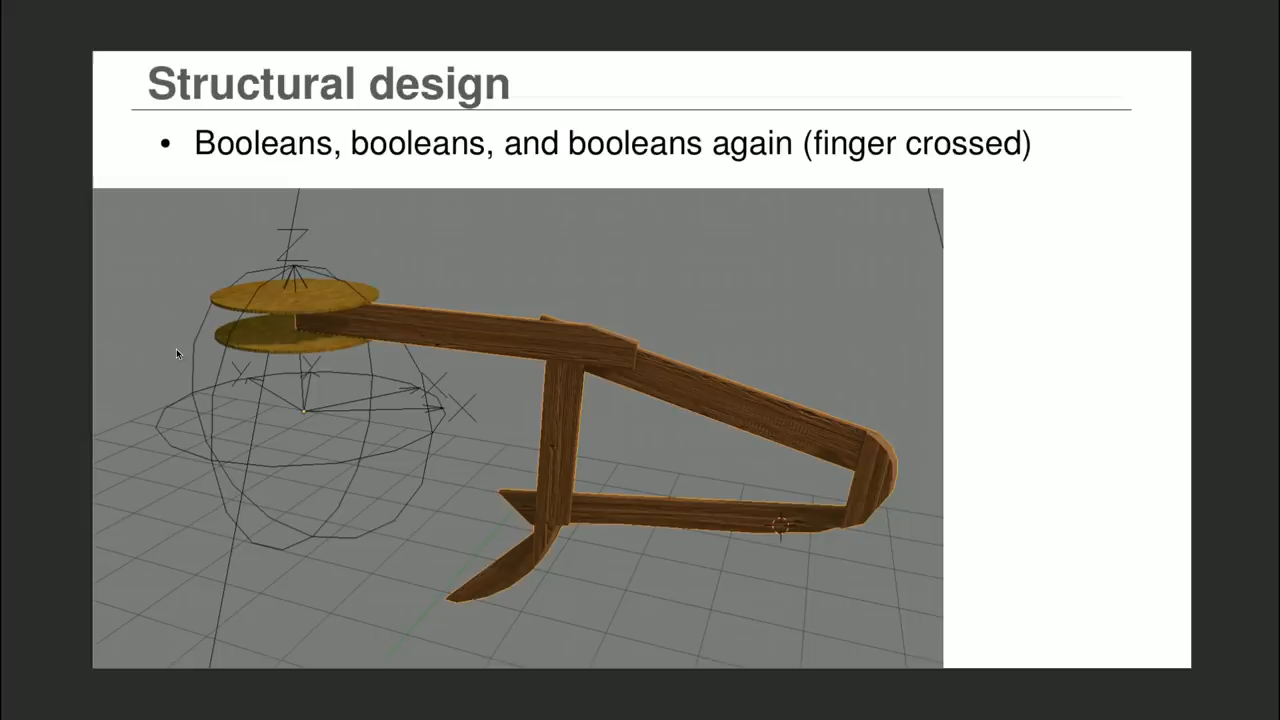 Structural design
• Booleans, booleans, and booleans again (finger crossed)
Z
Y
Y
X
X